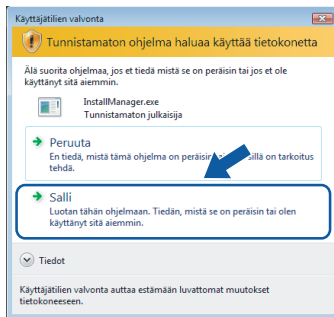 Käyttäjätilien valvonta
Tunnistamaton ohjelma haluaa käyttää tietokonetta
Älä suorita ohjelmaa, jos et tiedä mistä se on peräisin tai jos et ole
käyttänyt sitä aiemmin.
InstallManager.exe
Tunnistamaton julkaisija
Peruuta
En tiedä, mistä tämä ohjelma on peräisin sillä on tarkoitus
tehdä.
Salli
Luotan tähän ohjelmaan. Tiedän, mistä se on peräisin tai olen
käyttänyt sitä aiemmin.
Tiedot
Käyttäjätilien valvonta auttaa estämään luvattomat muutokset
tietokoneeseen.